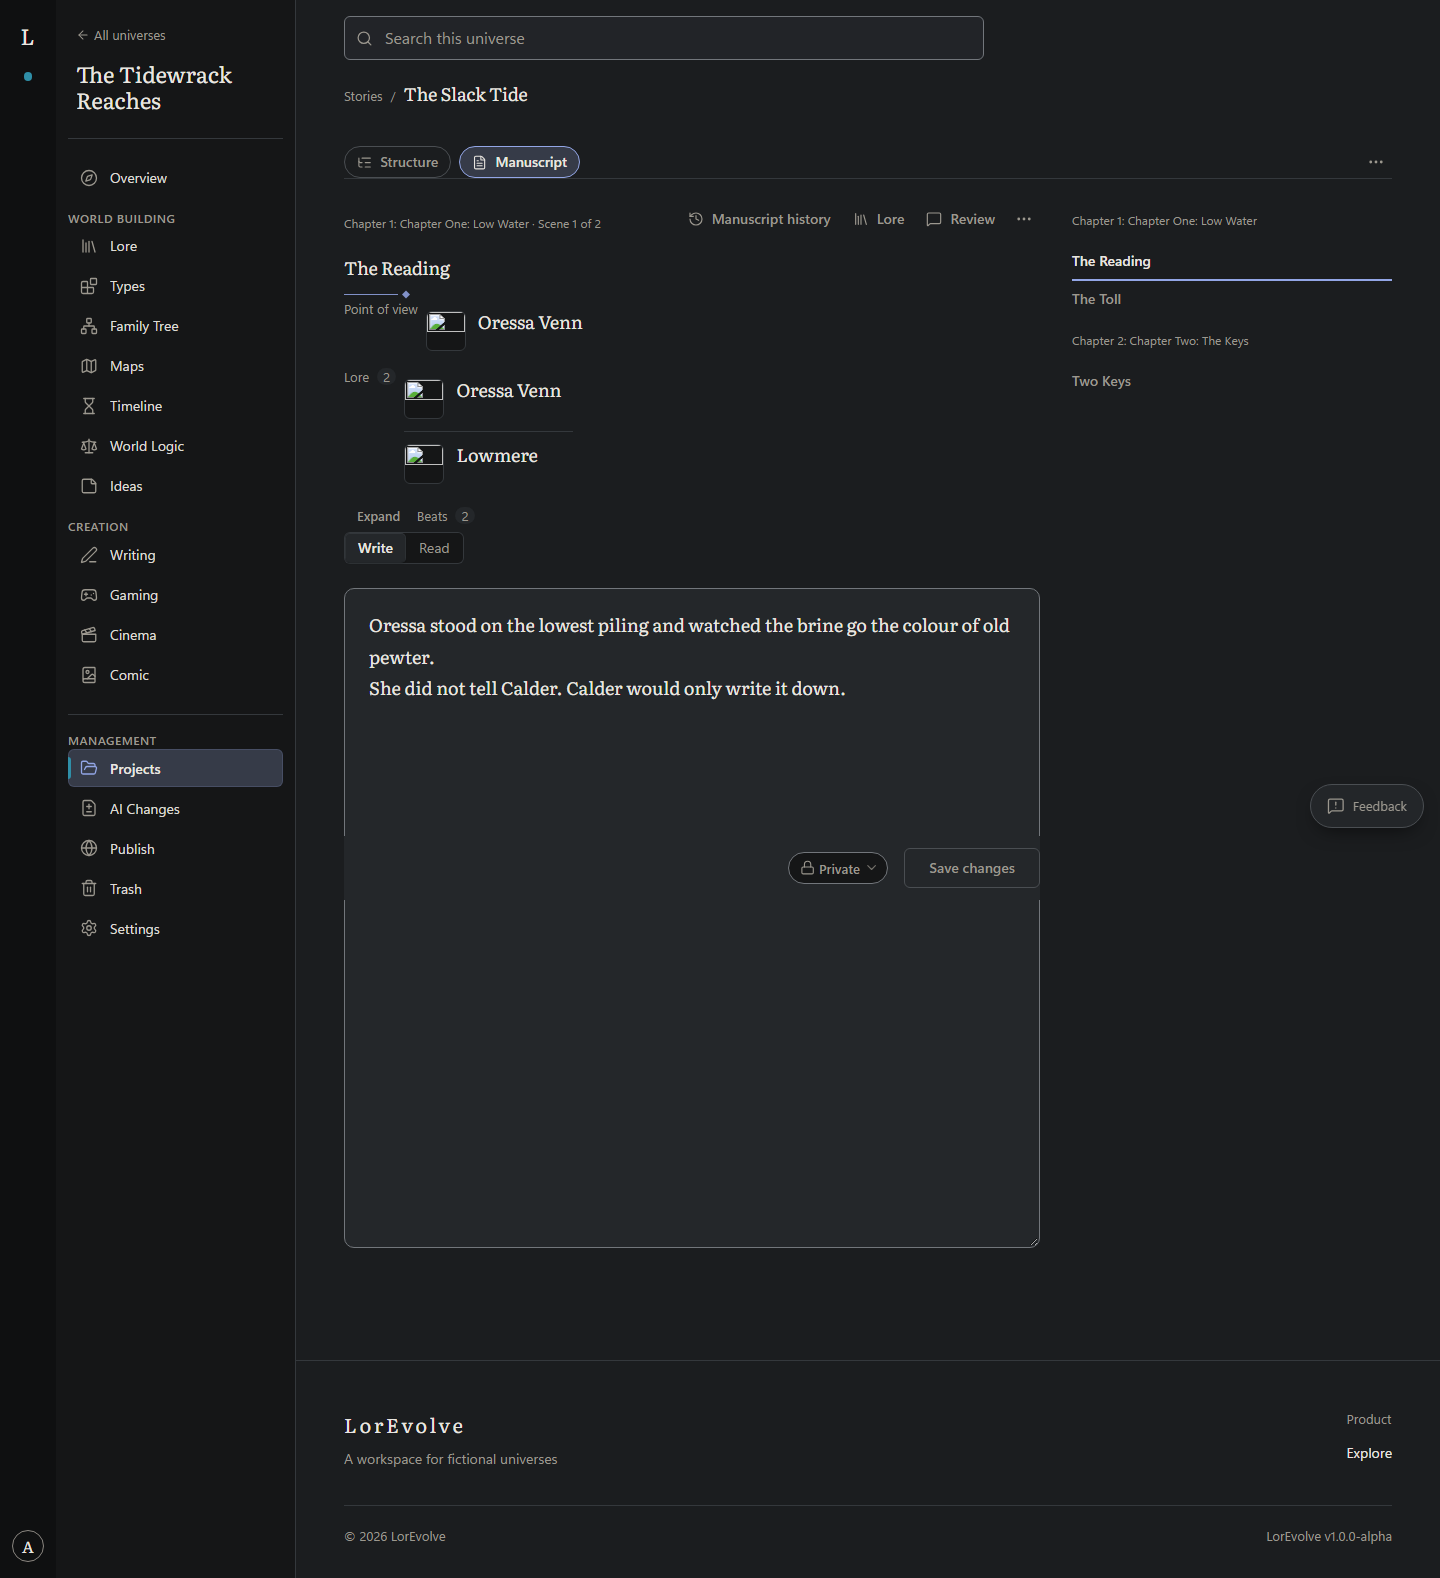 L
All universes
The Tidewrack
Reaches
Overview
WORLD BUILDING
Lore
Types
Family Tree
Maps
Timeline
World Logic
Ideas
CREATION
Writing
Gaming
Cinema
Comic
MANAGEMENT
Projects
AI Changes
Publish
Trash
Settings
A
Search this universe
Stories / The Slack Tide
Structure
Manuscript
Chapter 1: Chapter One: Low Water · Scene 1 of 2
Manuscript history
Lore
Review
The Reading
Point of view
Oressa Venn
Lore 2
Oressa Venn
Lowmere
Expand
Beats 2
Write
Read
Oressa stood on the lowest piling and watched the brine go the colour of old
pewter.
She did not tell Calder. Calder would only write it down.
Private
Save changes
Chapter 1: Chapter One: Low Water
The Reading
The Toll
Chapter 2: Chapter Two: The Keys
Two Keys
Feedback
LorEvolve
A workspace for fictional universes
Product
Explore
© 2026 LorEvolve
LorEvolve v1.0.0-alpha